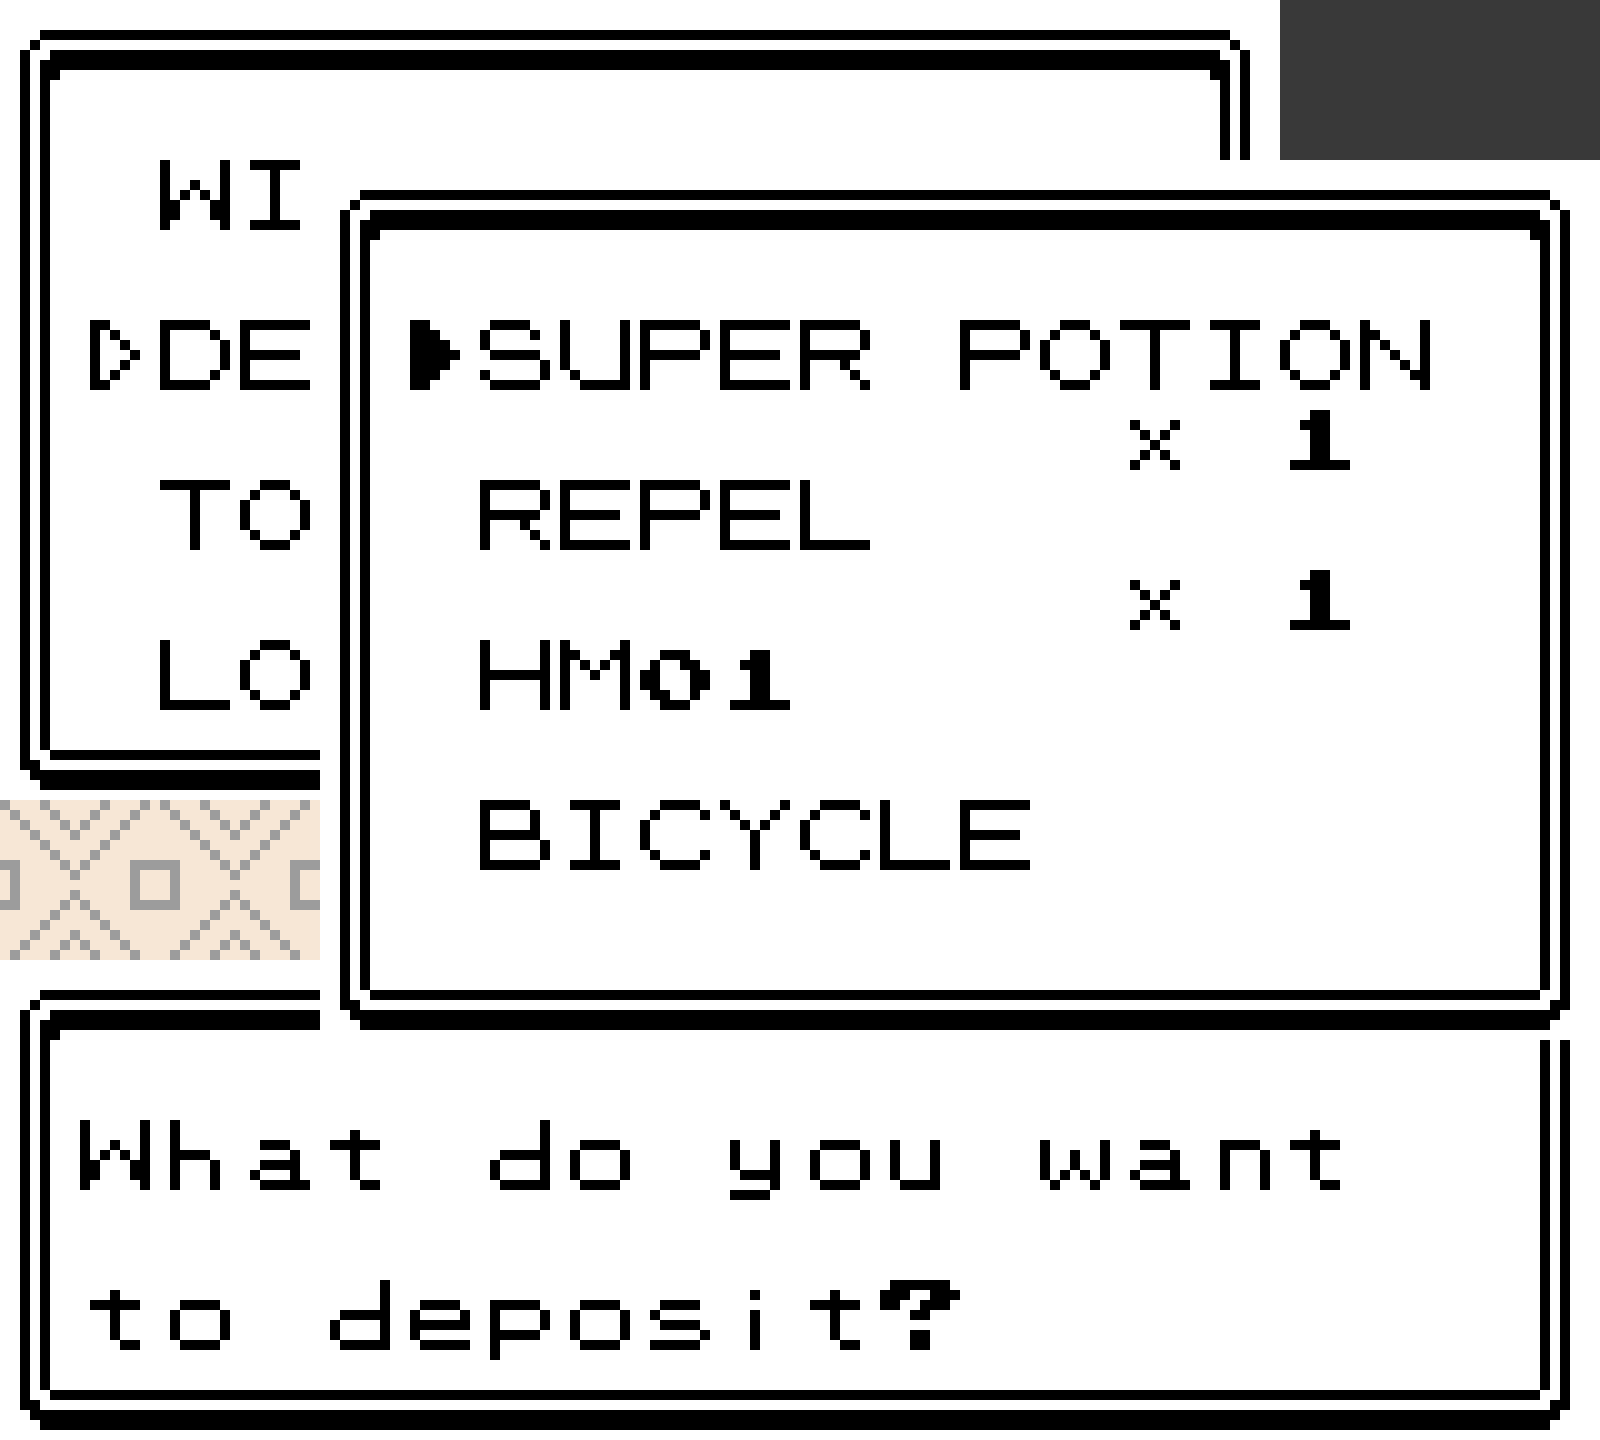 WI
DE
TO
LO
▶SUPER POTION
× 1
REPEL
× 1
HM01
BICYCLE
What do you want
to deposit?